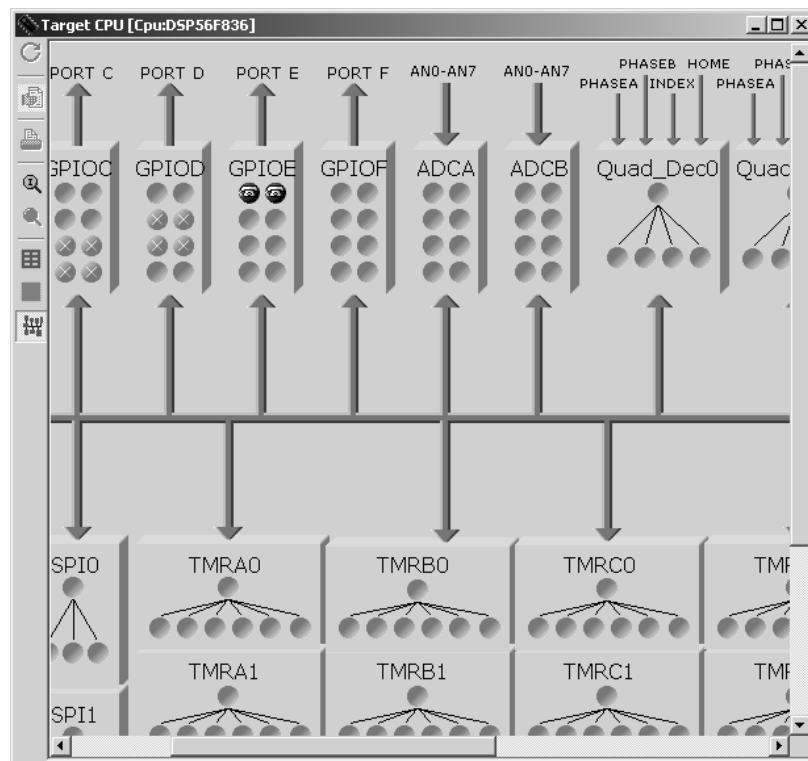 Target CPU [Cpu:DSP56F836]
PHASEB HOME
PORT C PORT D PORT E PORT F AN0-AN7 AN0-AN7
PHASEA INDEX PHASEA
GPIOC GPIOD GPIOE GPIOF ADCA ADCB Quad_Dec0
SPI0 TMRA0 TMRB0 TMRC0
TMRA1 TMRB1 TMRC1
SPI1